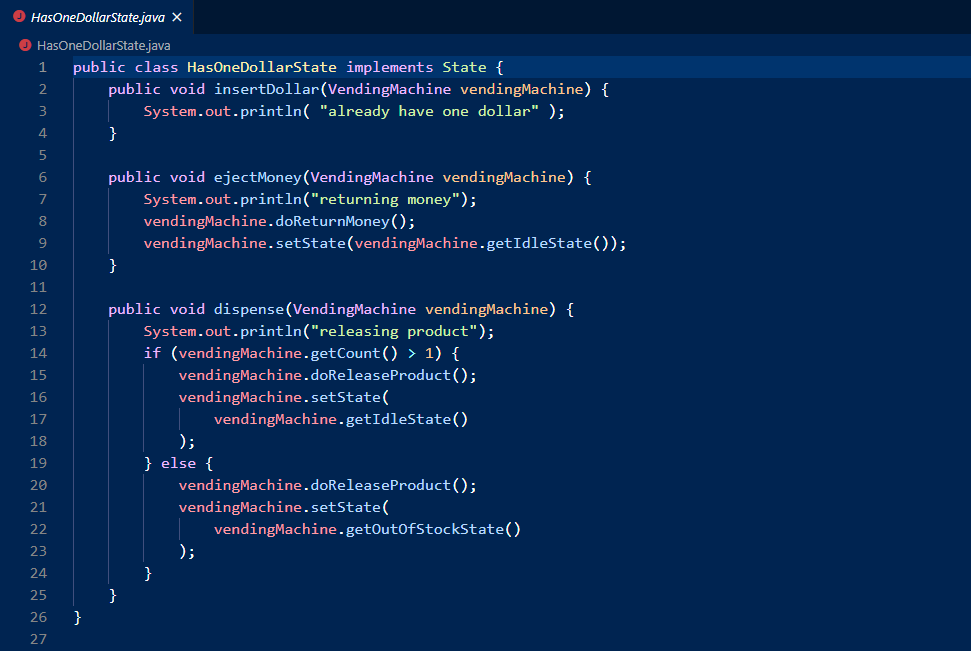 HasOneDollarState.java
HasOneDollarState.java
1 public class HasOneDollarState implements State {
2     public void insertDollar(VendingMachine vendingMachine) {
3         System.out.println( "already have one dollar" );
4     }
5
6     public void ejectMoney(VendingMachine vendingMachine) {
7         System.out.println("returning money");
8         vendingMachine.doReturnMoney();
9         vendingMachine.setState(vendingMachine.getIdleState());
10     }
11
12     public void dispense(VendingMachine vendingMachine) {
13         System.out.println("releasing product");
14         if (vendingMachine.getCount() > 1) {
15             vendingMachine.doReleaseProduct();
16             vendingMachine.setState(
17                 vendingMachine.getIdleState()
18             );
19         } else {
20             vendingMachine.doReleaseProduct();
21             vendingMachine.setState(
22                 vendingMachine.getOutOfStockState()
23             );
24         }
25     }
26 }
27